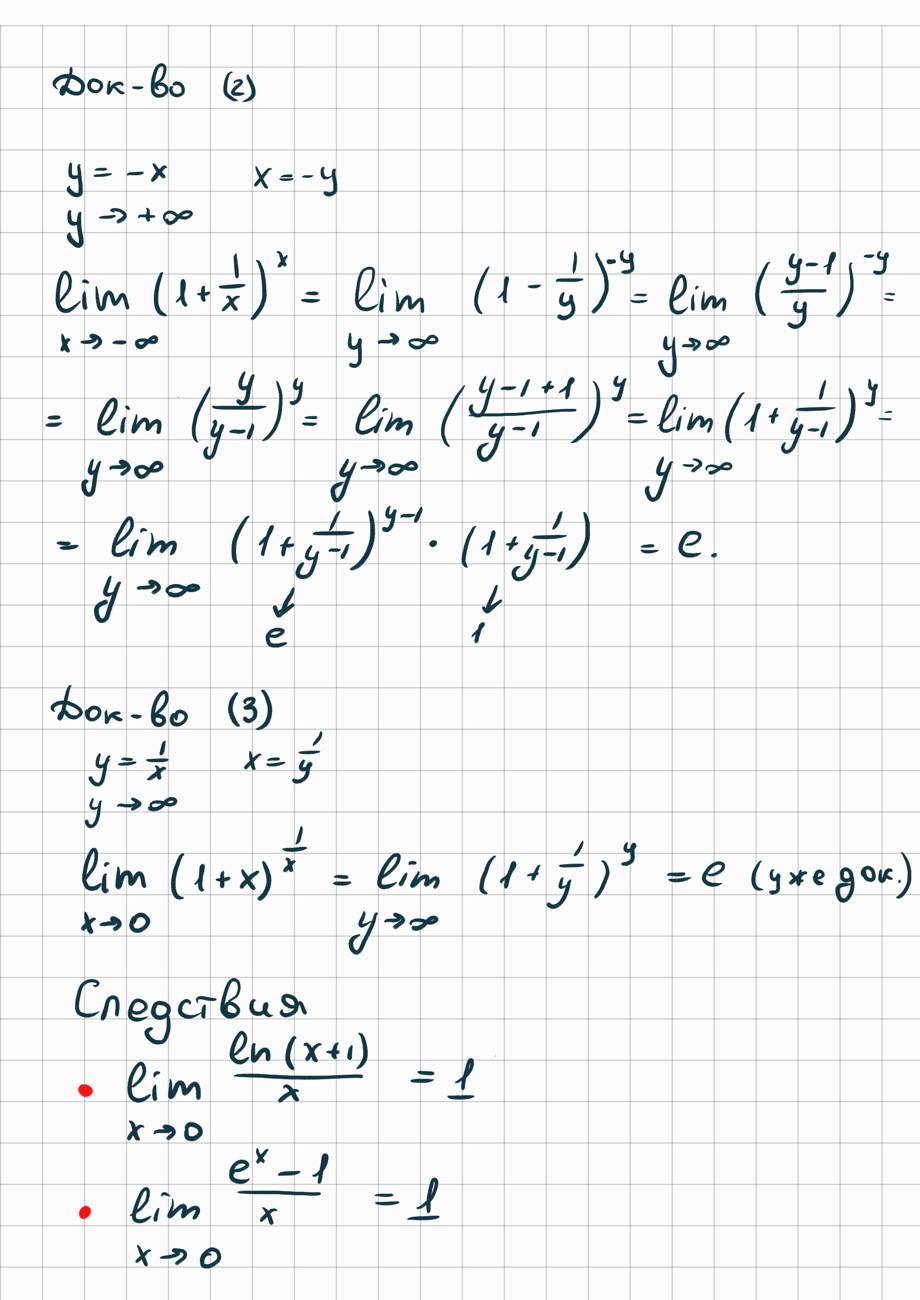 Док-во (2)
y = -x x = -y
y → +∞
lim (1 + 1/x)^x = lim (1 - 1/y)^-y = lim ((y-1)/y)^-y =
x → -∞ y → ∞ y → ∞
= lim (y/(y-1))^y = lim ((y-1+1)/(y-1))^y = lim (1 + 1/(y-1))^y =
y → ∞ y → ∞ y → ∞
= lim (1 + 1/(y-1))^(y-1) · (1 + 1/(y-1)) = e.
y → ∞ ↓ ↓
e 1
Док-во (3)
y = 1/x x = 1/y
y → ∞
lim (1+x)^(1/x) = lim (1 + 1/y)^y = e (уже док.)
x → 0 y → ∞
Следствия
• lim ln(x+1)/x = 1
x → 0
• lim (e^x - 1)/x = 1
x → 0